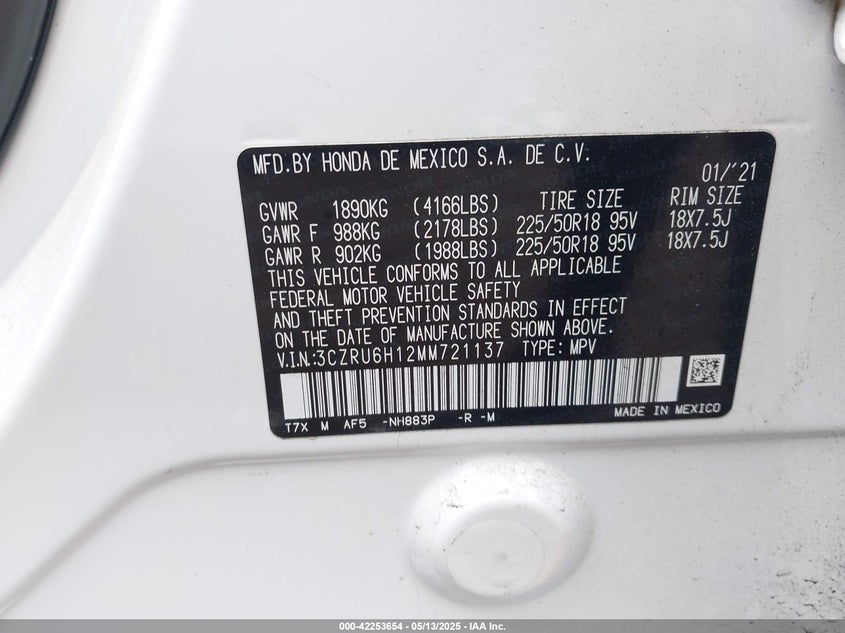 MFD.BY HONDA DE MEXICO S.A. DE C.V.
01/'21
GVWR 1890KG (4166LBS) TIRE SIZE RIM SIZE
GAWR F 988KG (2178LBS) 225/50R18 95V 18X7.5J
GAWR R 902KG (1988LBS) 225/50R18 95V 18X7.5J
THIS VEHICLE CONFORMS TO ALL APPLICABLE
FEDERAL MOTOR VEHICLE SAFETY
AND THEFT PREVENTION STANDARDS IN EFFECT
ON THE DATE OF MANUFACTURE SHOWN ABOVE.
V.I.N.:3CZRU6H12MM721137 TYPE: MPV
T7X M AF5 -NH883P -R -M MADE IN MEXICO
000-42253654 / 05/13/2025 - IAA Inc.